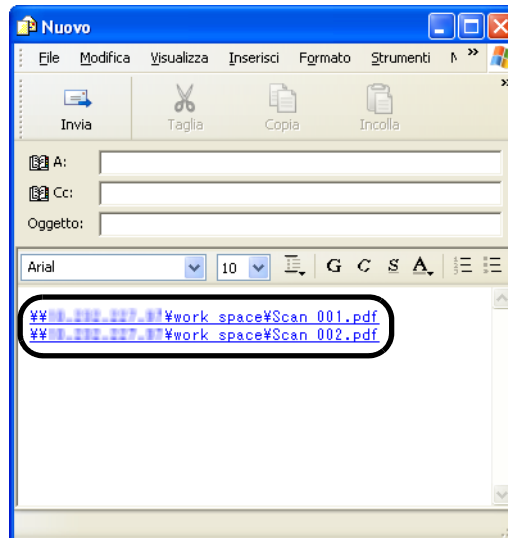 Nuovo
File Modifica Visualizza Inserisci Formato Strumenti »
Invia Taglia Copia Incolla »
A:
Cc:
Oggetto:
Arial 10 G C S A
¥¥ ¥work space¥Scan 001.pdf
¥¥ ¥work space¥Scan 002.pdf